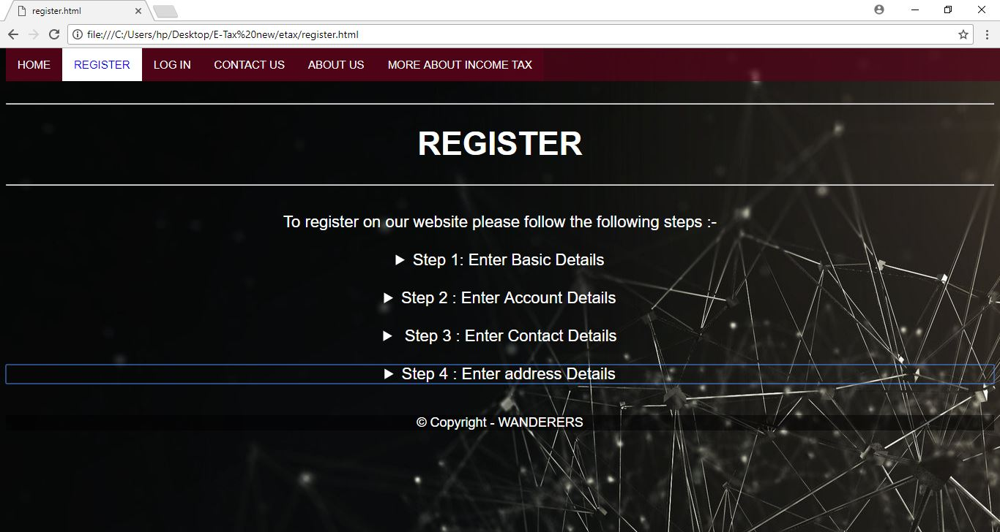 register.html
file:///C:/Users/hp/Desktop/E-Tax%20new/etax/register.html
HOME REGISTER LOG IN CONTACT US ABOUT US MORE ABOUT INCOME TAX
REGISTER
To register on our website please follow the following steps :-
Step 1: Enter Basic Details
Step 2 : Enter Account Details
Step 3 : Enter Contact Details
Step 4 : Enter address Details
© Copyright - WANDERERS